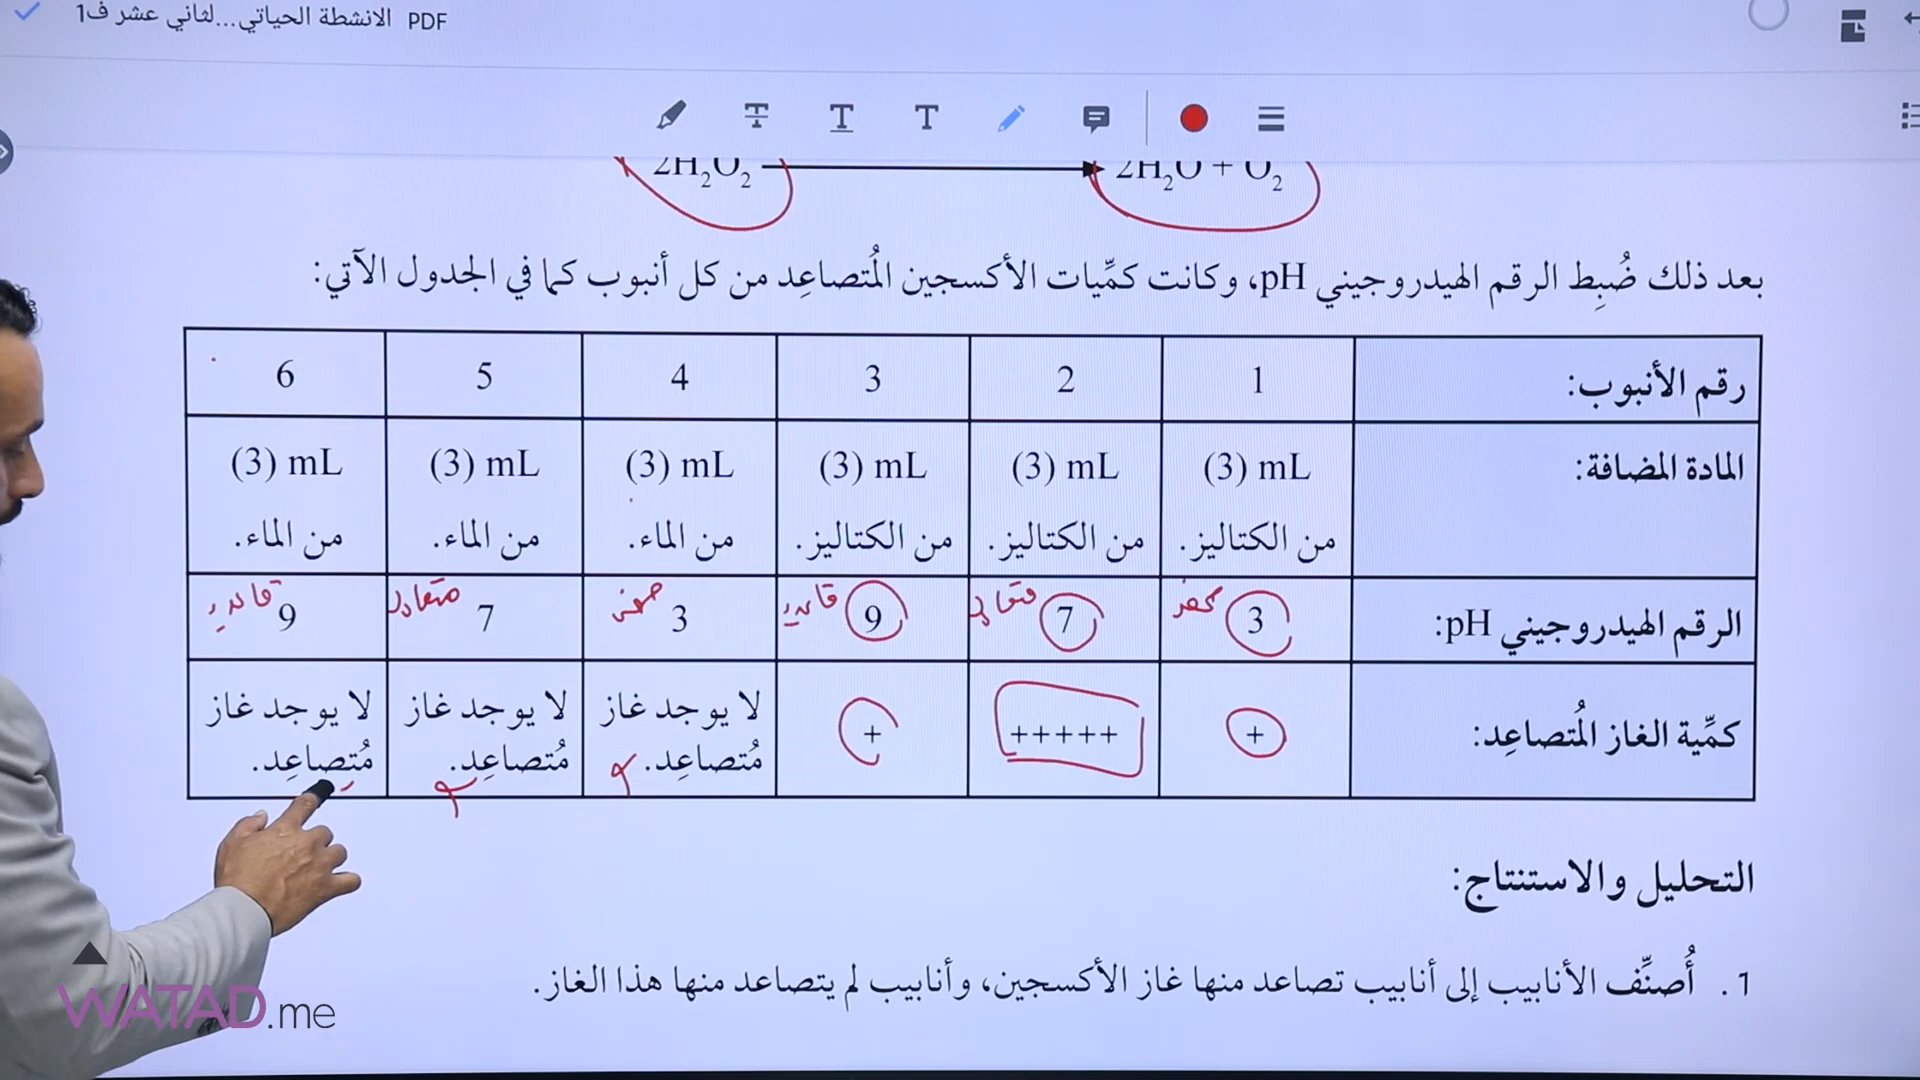 الانشطة الحياتي...لثاني عشر ف1 PDF
2H₂O₂ → 2H₂O + O₂
بعد ذلك ضُبِط الرقم الهيدروجيني pH، وكانت كمِّيات الأكسجين المُتصاعِد من كل أنبوب كما في الجدول الآتي:
رقم الأنبوب: 1 2 3 4 5 6
المادة المضافة: (3) mL (3) mL (3) mL (3) mL (3) mL (3) mL
من الكتاليز. من الكتاليز. من الكتاليز. من الماء. من الماء. من الماء.
الرقم الهيدروجيني pH: 3 7 9 3 7 متعادل 9
كمِّية الغاز المُتصاعِد: + +++++ + لا يوجد غاز لا يوجد غاز لا يوجد غاز
مُتصاعِد. مُتصاعِد. مُتصاعِد.
التحليل والاستنتاج:
1. أُصنِّف الأنابيب إلى أنابيب تصاعد منها غاز الأكسجين، وأنابيب لم يتصاعد منها هذا الغاز.
WATAD.me